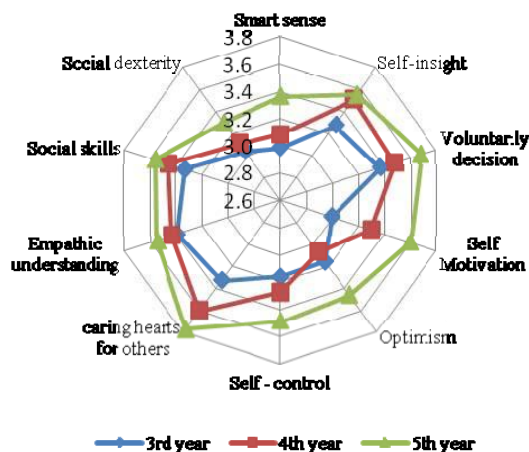 Smart sense
3.8
3.6
3.4
3.2
3.0
2.8
2.6
Self-insight
Voluntarily
decision
Self
Motivation
Optimism
Self - control
caring hearts
for others
Empathic
understanding
Social skills
Social dexterity
3rd year
4th year
5th year